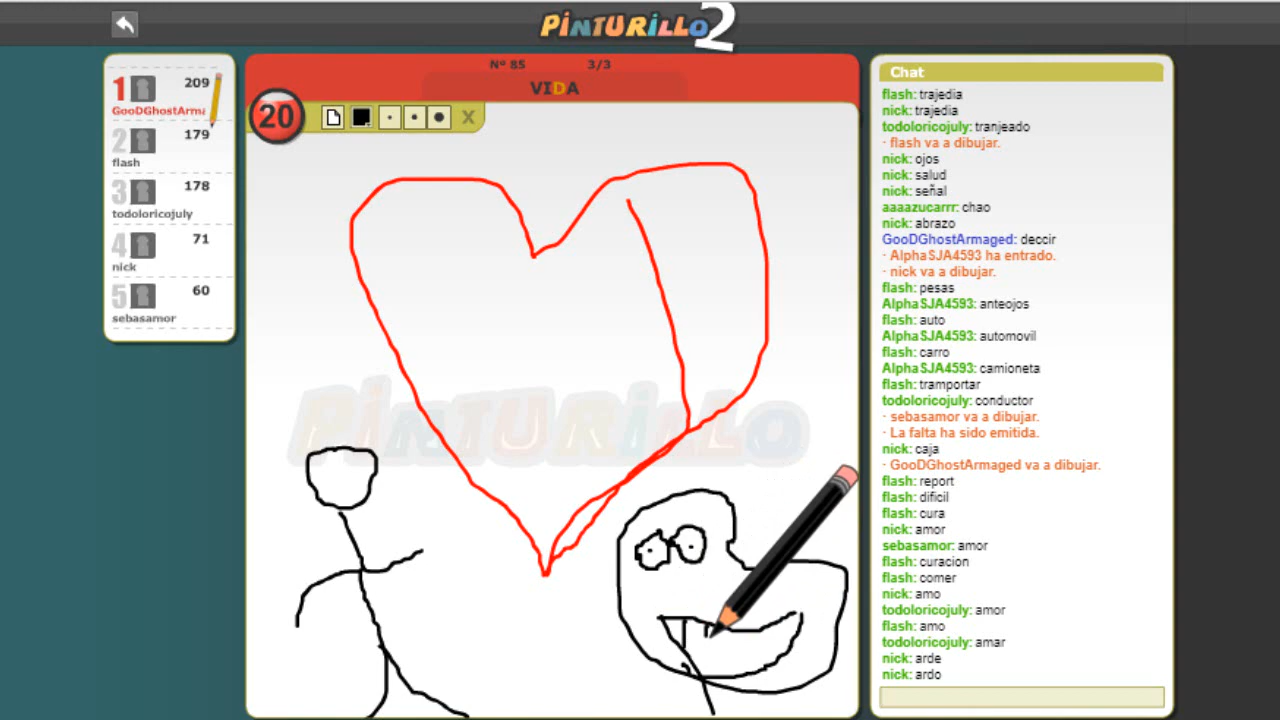 PINTURILLO 2
Nº 85 3/3
VIDA
20
X
1 209
GooDGhostArma
2 179
flash
3 178
todoloricojuly
4 71
nick
5 60
sebasamor
PINTURILLO
Chat
flash: trajedia
nick: trajedia
todoloricojuly: tranjeado
· flash va a dibujar.
nick: ojos
nick: salud
nick: señal
aaaazucarrr: chao
nick: abrazo
GooDGhostArmaged: deccir
· AlphaSJA4593 ha entrado.
· nick va a dibujar.
flash: pesas
AlphaSJA4593: anteojos
flash: auto
AlphaSJA4593: automovil
flash: carro
AlphaSJA4593: camioneta
flash: tramportar
todoloricojuly: conductor
· sebasamor va a dibujar.
· La falta ha sido emitida.
nick: caja
· GooDGhostArmaged va a dibujar.
flash: report
flash: dificil
flash: cura
nick: amor
sebasamor: amor
flash: curacion
flash: comer
nick: amo
todoloricojuly: amor
flash: amo
todoloricojuly: amar
nick: arde
nick: ardo